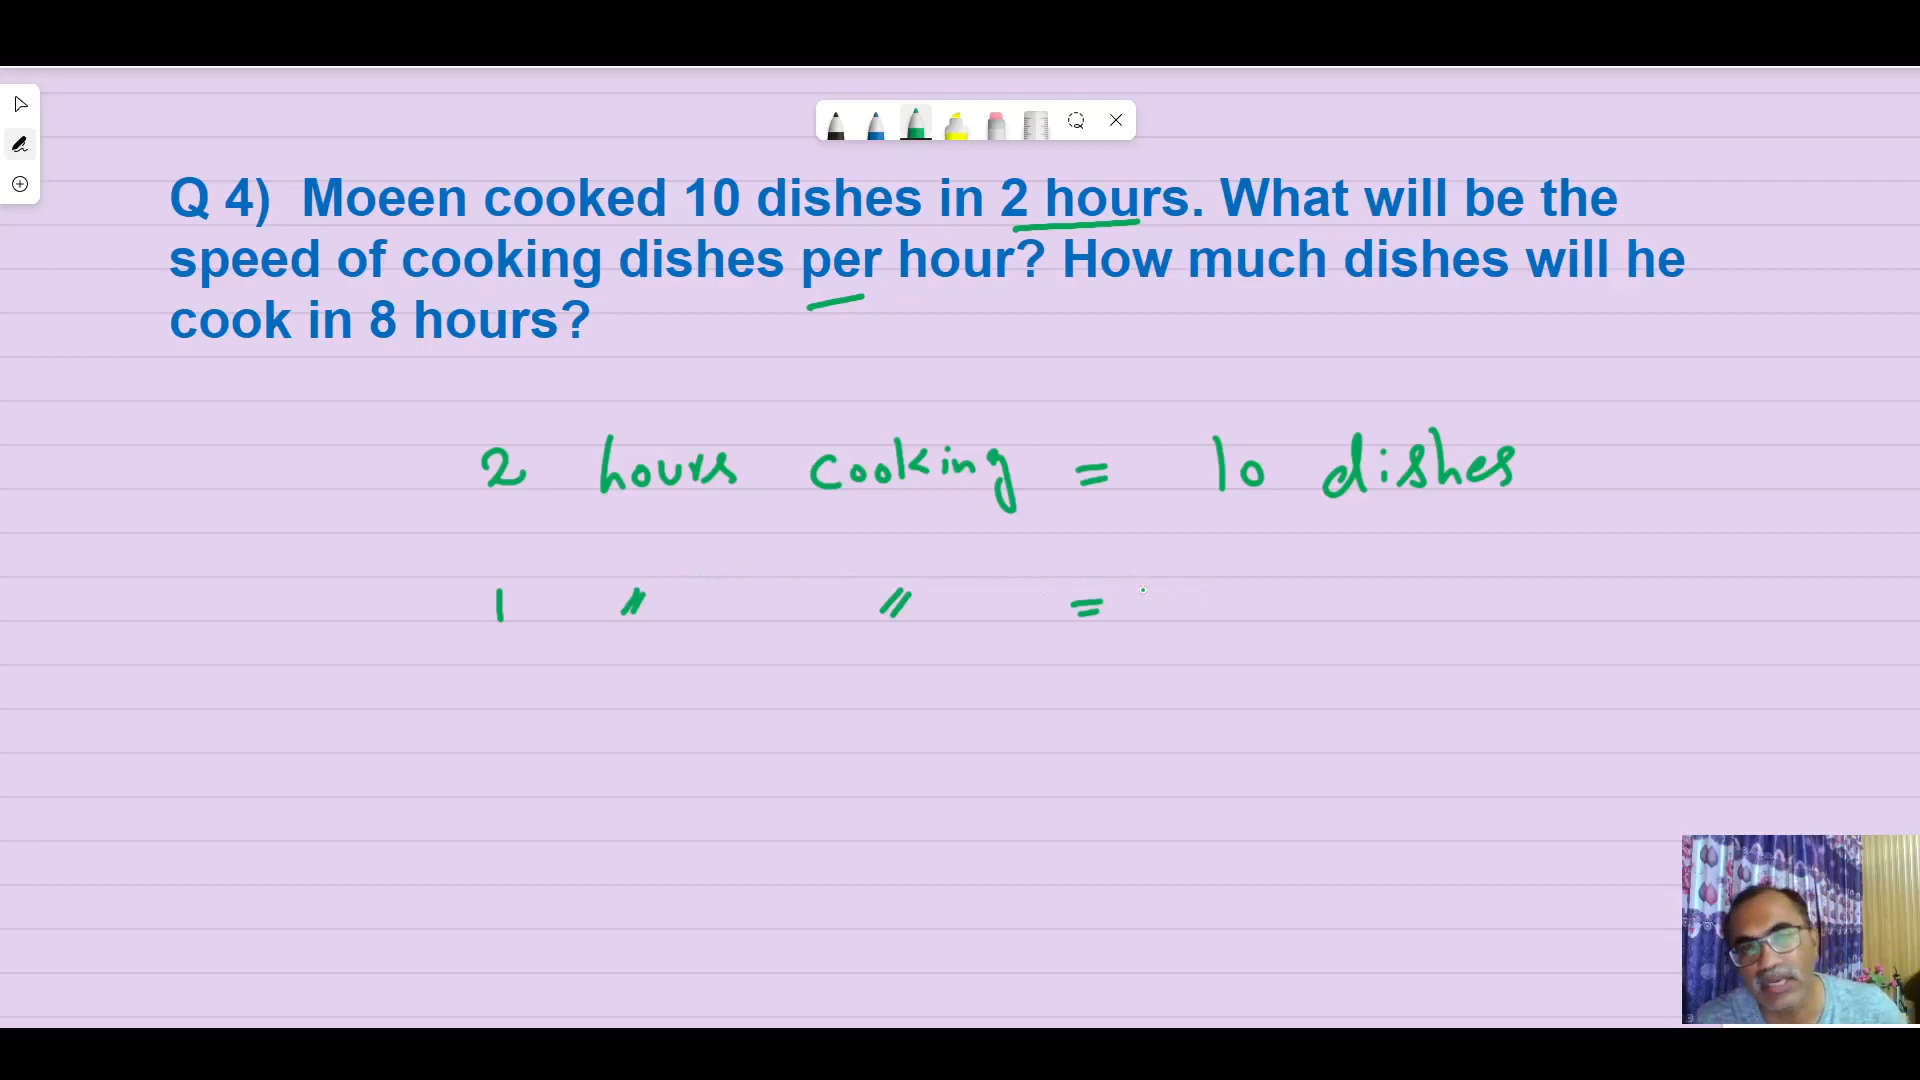 Q 4) Moeen cooked 10 dishes in 2 hours. What will be the
speed of cooking dishes per hour? How much dishes will he
cook in 8 hours?
2 hours cooking = 10 dishes
1 〃 〃 =